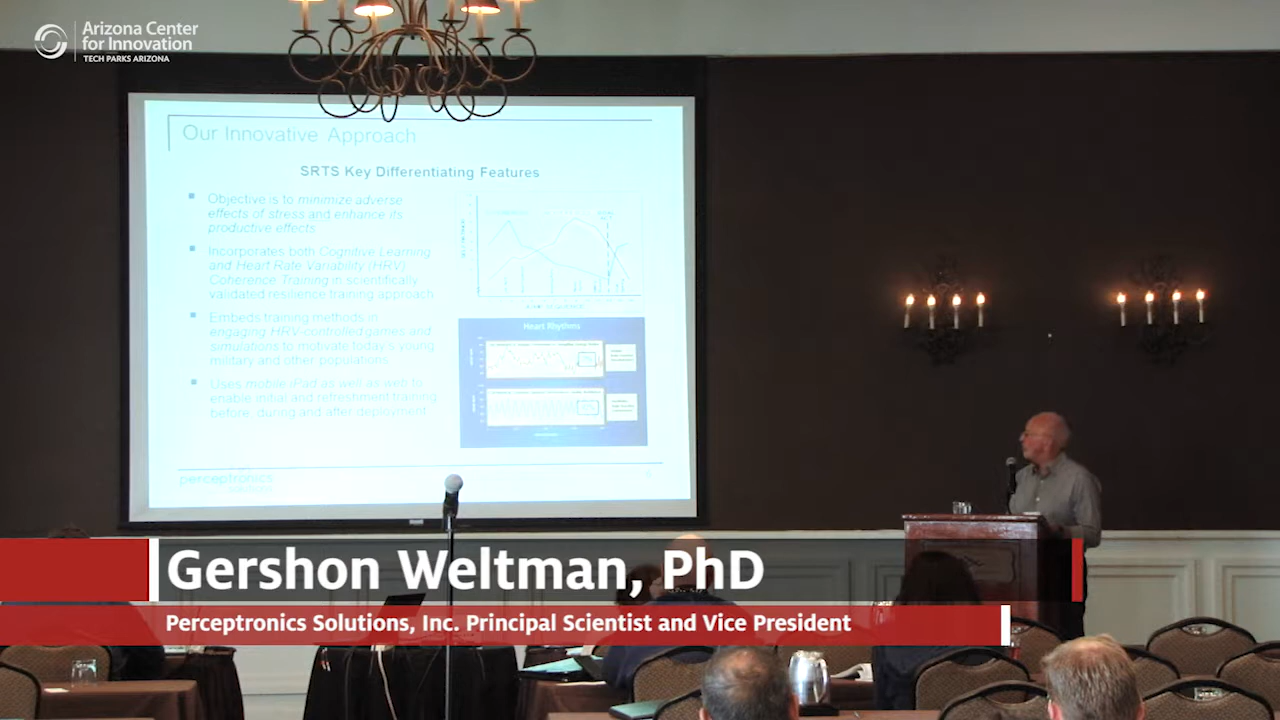 Arizona Center
for Innovation
TECH PARKS ARIZONA
Our Innovative Approach
SRTS Key Differentiating Features
Objective is to minimize adverse
effects of stress and enhance its
productive effects
Incorporates both Cognitive Learning
and Heart Rate Variability (HRV)
Coherence Training in scientifically
validated resilience training approach
Embeds training methods in
engaging HRV-controlled games and
simulations to motivate today's young
military and other populations
Uses mobile iPad as well as web to
enable initial and refreshment training
before, during and after deployment
Heart Rhythms
perceptronics
Gershon Weltman, PhD
Perceptronics Solutions, Inc. Principal Scientist and Vice President